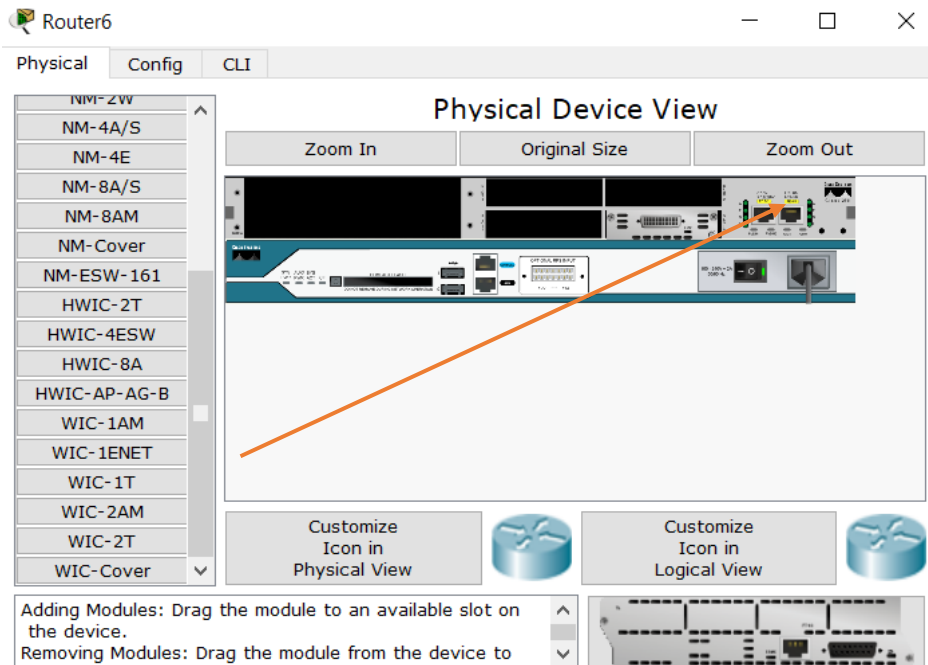 Router6
Physical
Config
CLI
NM-2W
NM-4A/S
NM-4E
NM-8A/S
NM-8AM
NM-Cover
NM-ESW-161
HWIC-2T
HWIC-4ESW
HWIC-8A
HWIC-AP-AG-B
WIC-1AM
WIC-1ENET
WIC-1T
WIC-2AM
WIC-2T
WIC-Cover
Physical Device View
Zoom In
Original Size
Zoom Out
OPTIONAL RPS INPUT
Customize
Icon in
Physical View
Customize
Icon in
Logical View
Adding Modules: Drag the module to an available slot on
the device.
Removing Modules: Drag the module from the device to